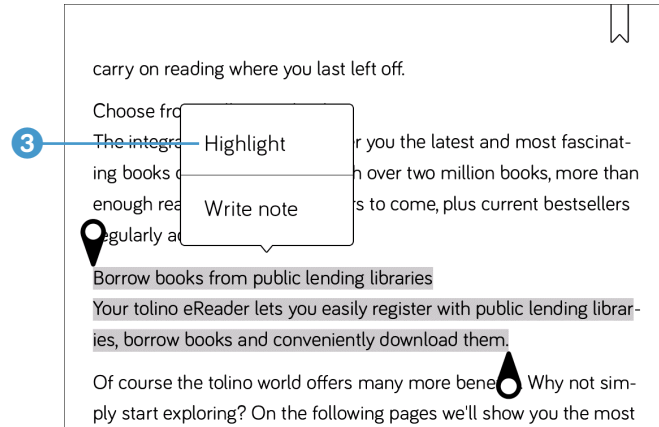 carry on reading where you last left off.
Choose
The integra r you the latest and most fascinat-
ing books h over two million books, more than
enough rea s to come, plus current bestsellers
egularly a
3
Highlight
Write note
Borrow books from public lending libraries
Your tolino eReader lets you easily register with public lending librar-
ies, borrow books and conveniently download them.
Of course the tolino world offers many more bene Why not sim-
ply start exploring? On the following pages we'll show you the most